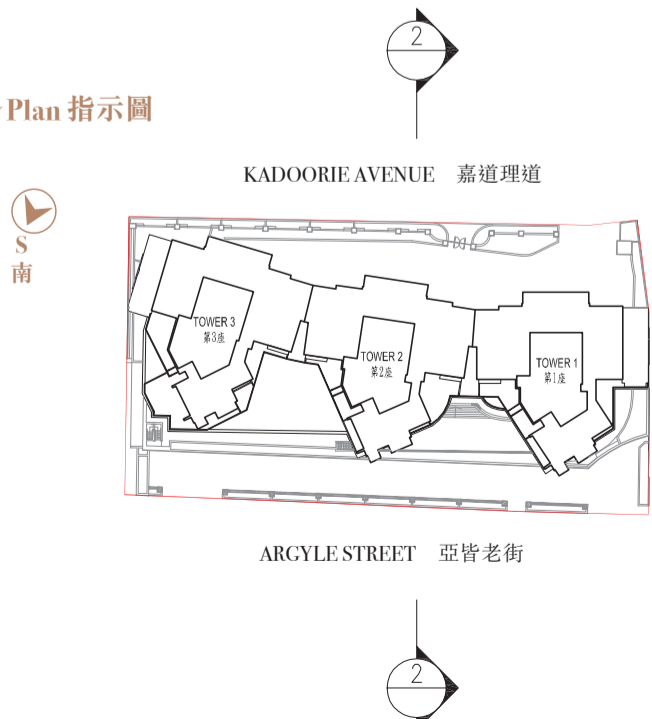 2
Plan 指示圖
KADOORIE AVENUE 嘉道理道
S
南
TOWER 3
第3座
TOWER 2
第2座
TOWER 1
第1座
ARGYLE STREET 亞皆老街
2